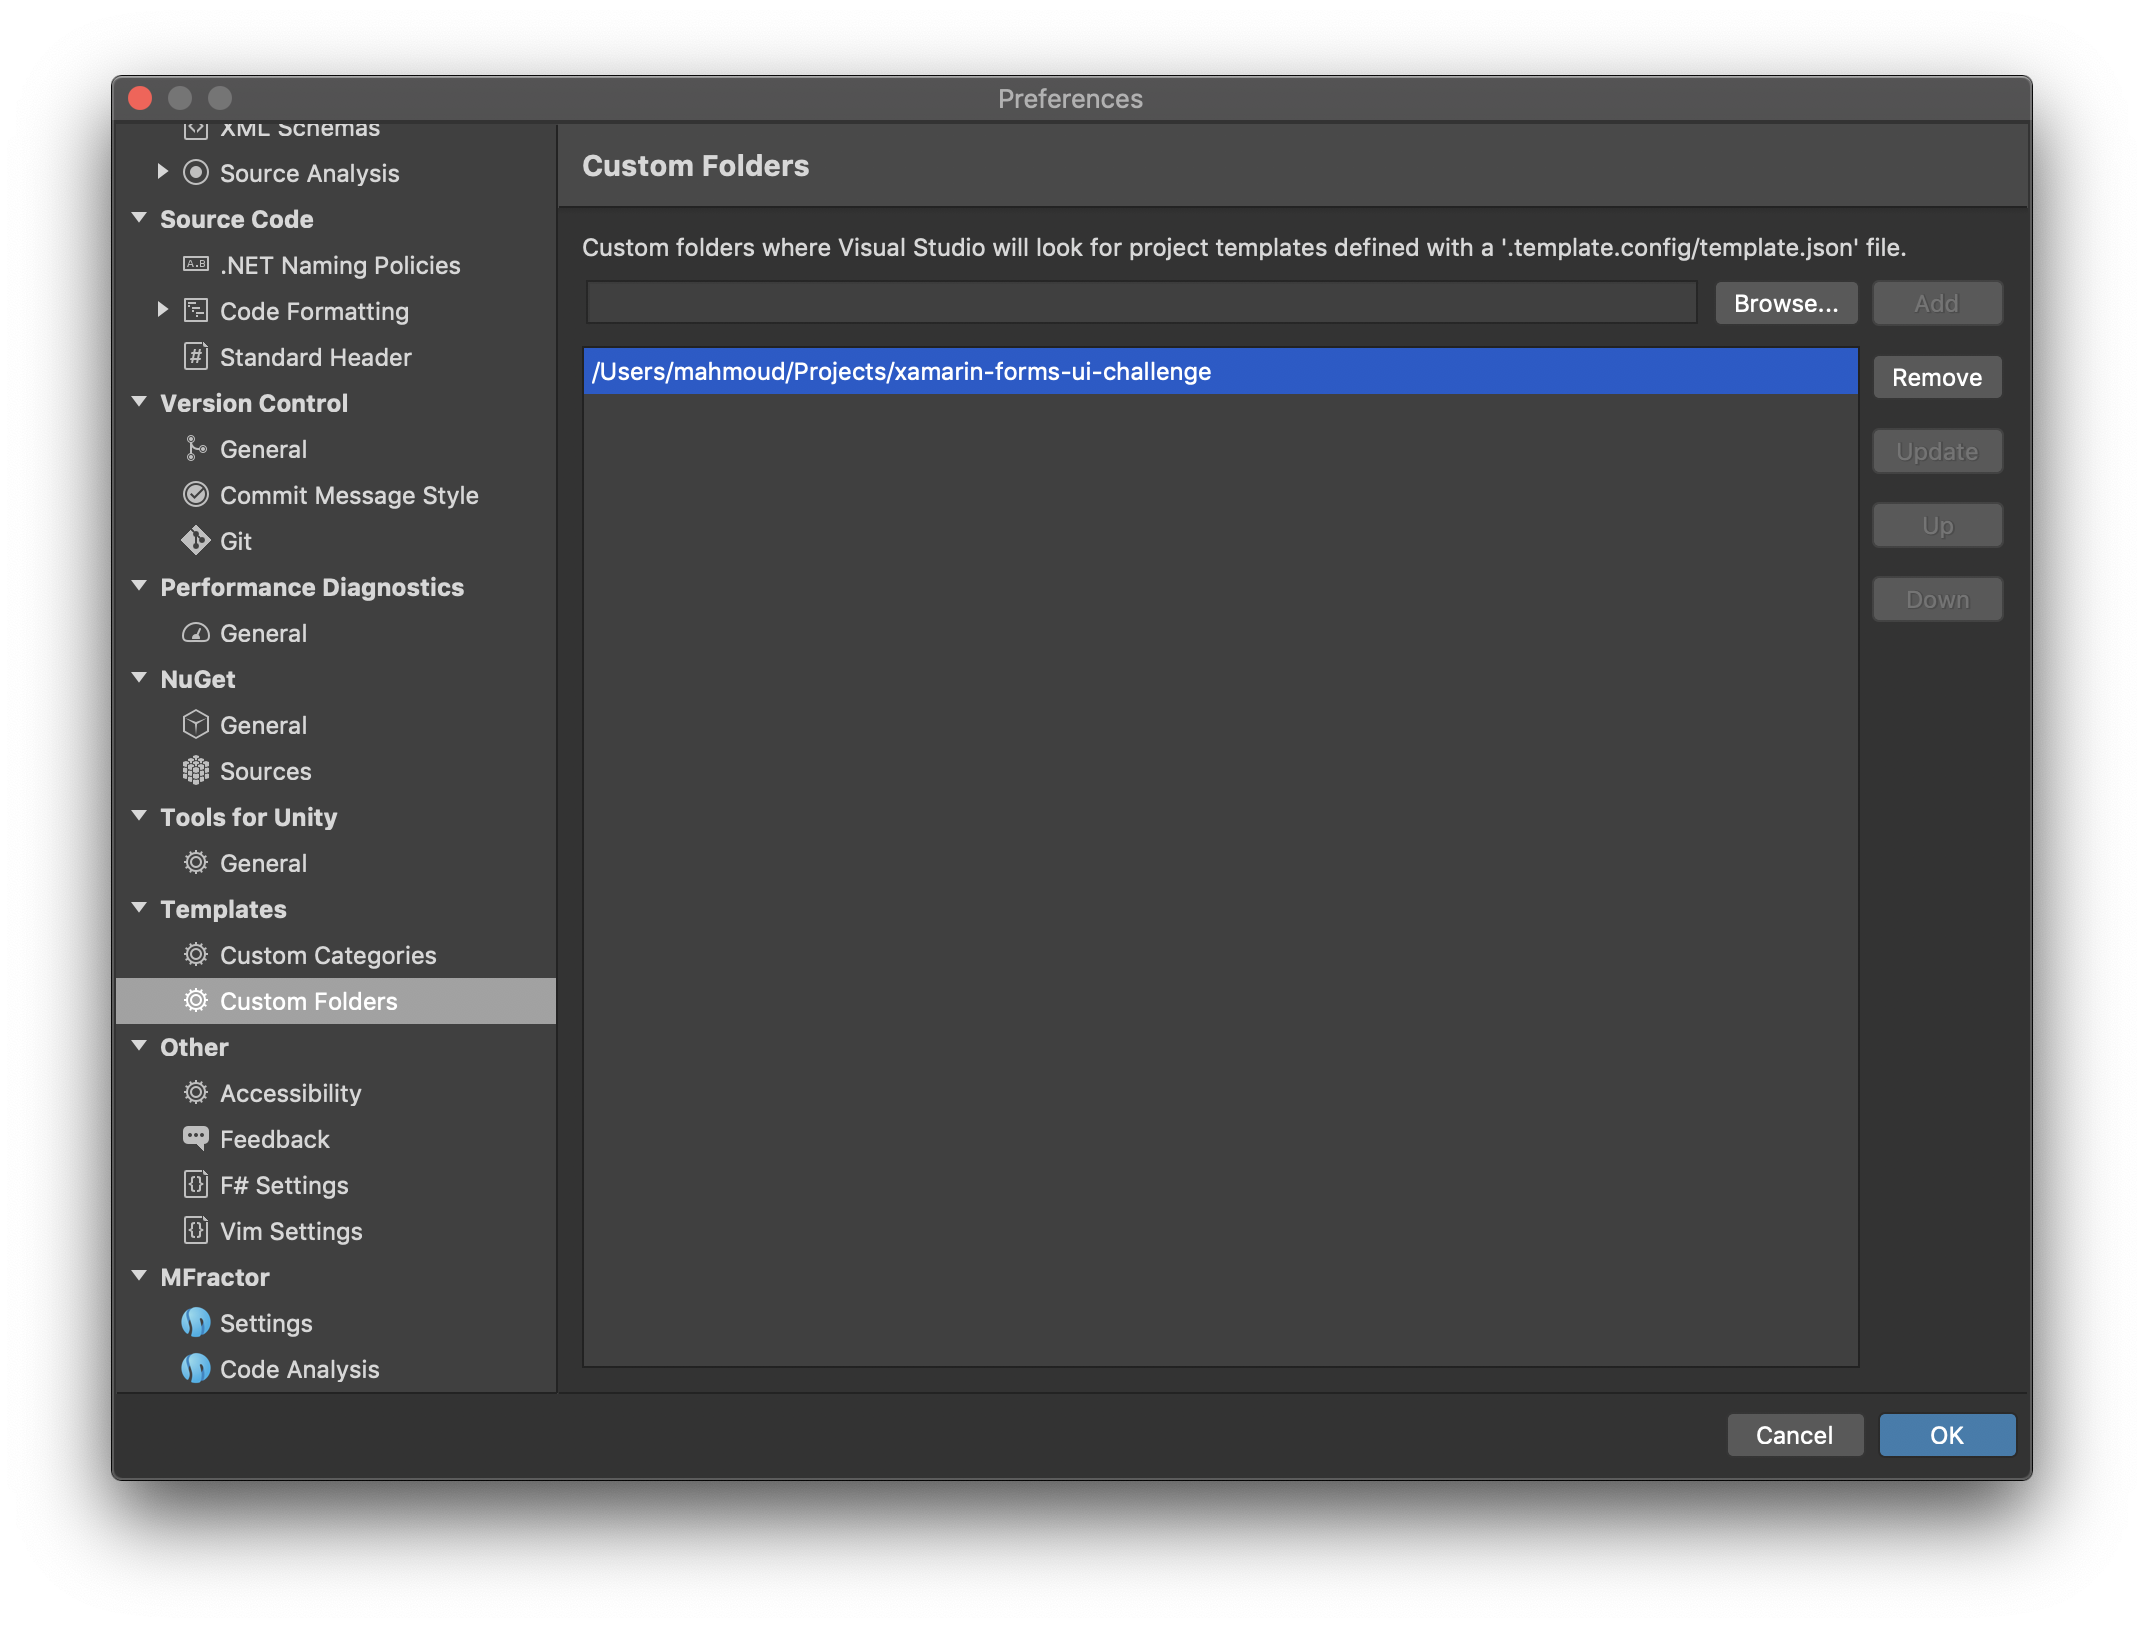 Preferences
XML Schemas
Source Analysis
Source Code
.NET Naming Policies
Code Formatting
Standard Header
Version Control
General
Commit Message Style
Git
Performance Diagnostics
General
NuGet
General
Sources
Tools for Unity
General
Templates
Custom Categories
Custom Folders
Other
Accessibility
Feedback
F# Settings
Vim Settings
MFractor
Settings
Code Analysis
Custom Folders
Custom folders where Visual Studio will look for project templates defined with a '.template.config/template.json' file.
Browse... Add
/Users/mahmoud/Projects/xamarin-forms-ui-challenge
Remove
Update
Up
Down
Cancel OK